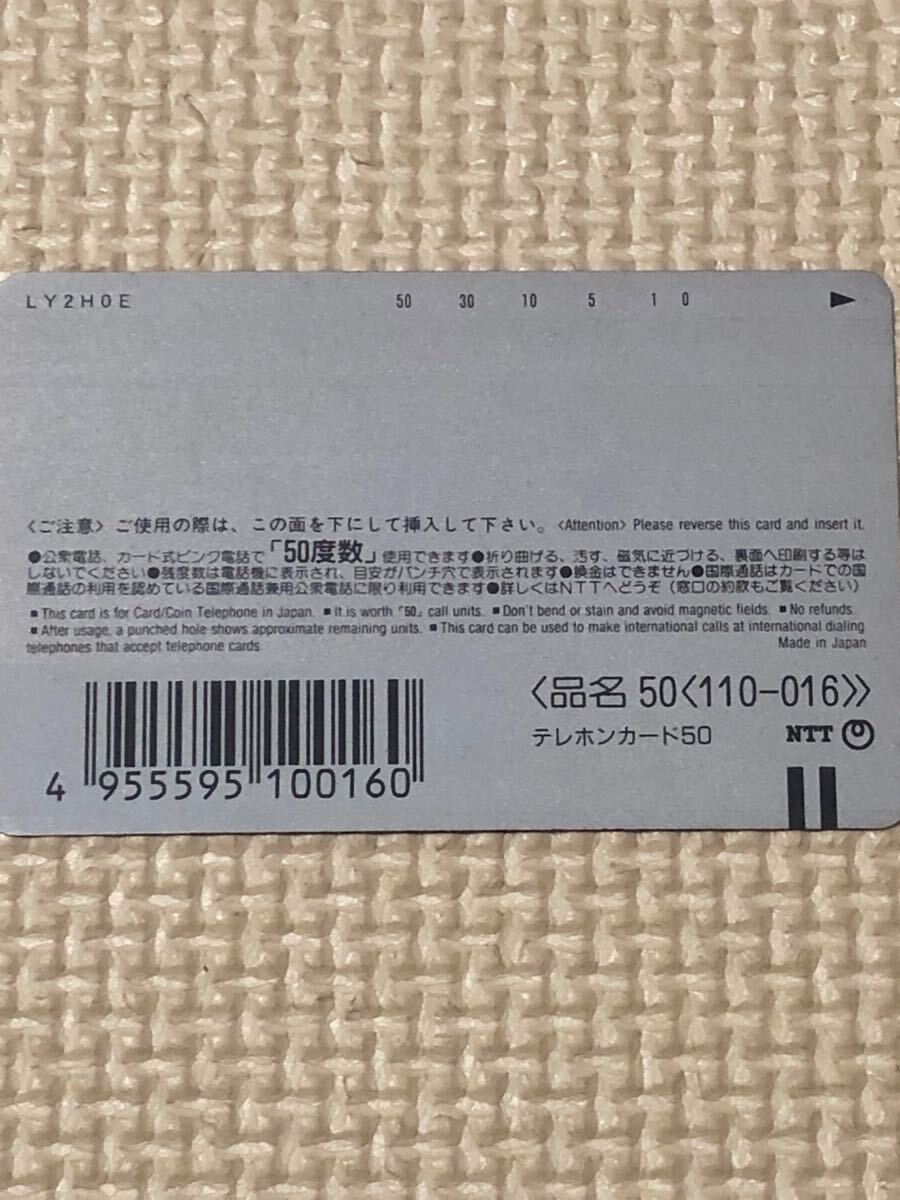 LY2H0E 50 30 10 5 1 0
〈ご注意〉ご使用の際は、この面を下にして挿入して下さい。〈Attention〉Please reverse this card and insert it.
●公衆電話、カード式ピンク電話で「50度数」使用できます●折り曲げる、汚す、磁気に近づける、裏面へ印刷する等は
しないでください●残度数は電話機に表示され、目安がパンチ穴で表示されます●換金はできません●国際通話はカードでの国
際通話の利用を認めている国際通話兼用公衆電話に限り利用できます●詳しくはNTTへどうぞ（窓口の約款もご覧ください）
■This card is for Card/Coin Telephone in Japan. ■It is worth「50」call units. ■Don't bend or stain and avoid magnetic fields. ■No refunds.
■After usage, a punched hole shows approximate remaining units. ■This card can be used to make international calls at international dialing
telephones that accept telephone cards. Made in Japan
〈品名 50〈110-016〉〉
テレホンカード50 NTT
4 955595 100160